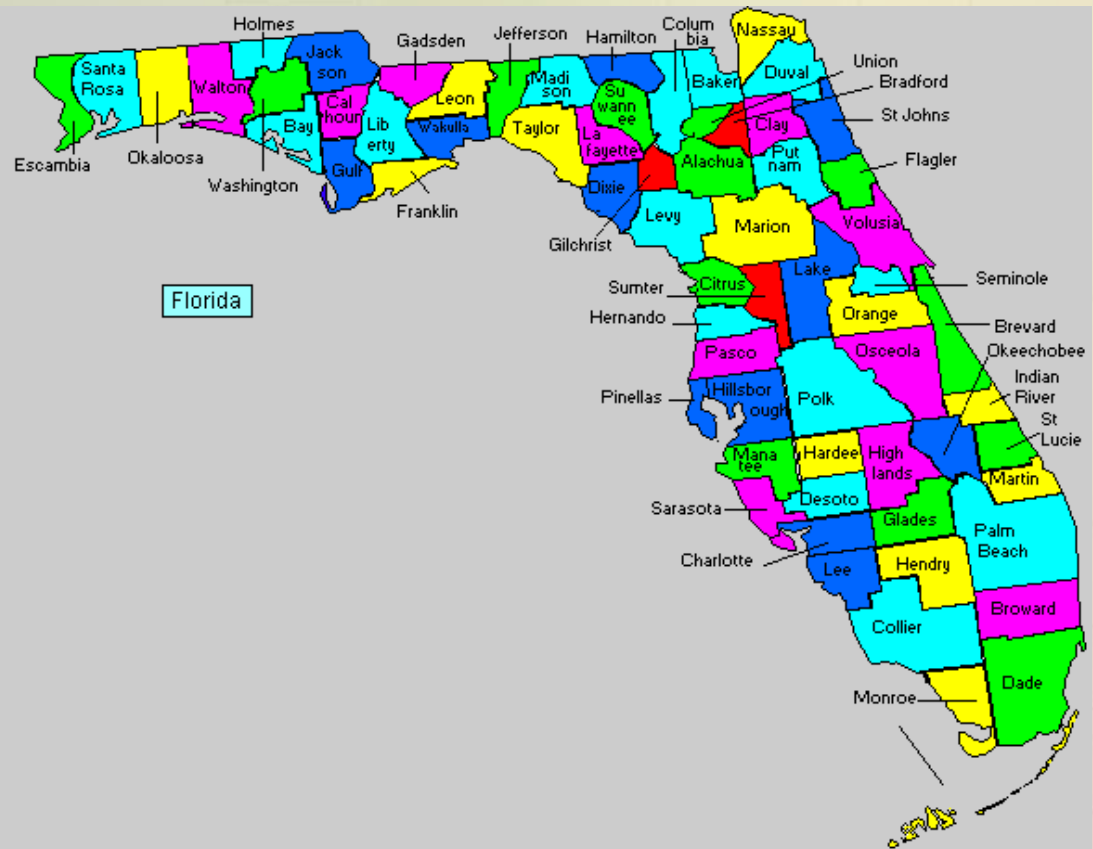 Holmes
Colum
bia
Nassau
Jefferson
Hamilton
Gadsden
Union
Jack
son
Bradford
Santa
Rosa
Walton
Madi
son
Baker
Duval
Leon
Su
wann
ee
Cal
houn
St Johns
Clay
Bay
Lib
erty
Wakulla
Taylor
La
fayette
Escambia
Okaloosa
Alachua
Put
nam
Flagler
Washington
Gulf
Dixie
Franklin
Levy
Marion
Volusia
Gilchrist
Lake
Seminole
Sumter
Citrus
Florida
Hernando
Orange
Brevard
Pasco
Osceola
Okeechobee
Indian
River
Pinellas
Hillsbor
ough
Polk
St
Lucie
Mana
tee
Hardee
High
lands
Martin
Desoto
Sarasota
Glades
Palm
Beach
Charlotte
Lee
Hendry
Broward
Collier
Dade
Monroe